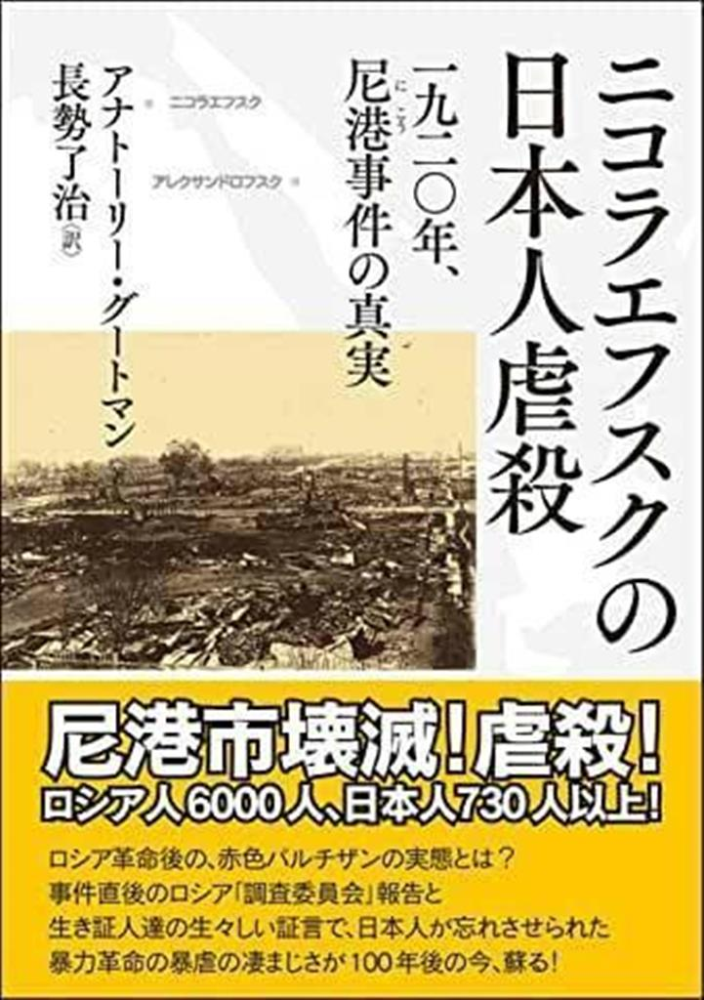 ニコラエフスクの
日本人虐殺
一九二〇年、
尼港事件の真実
にこう
アナトーリー・グートマン
長勢了治〈訳〉
ニコラエフスク
アレクサンドロフスク
尼港市壊滅!虐殺!
ロシア人6000人、日本人730人以上!
ロシア革命後の、赤色パルチザンの実態とは?
事件直後のロシア「調査委員会」報告と
生き証人達の生々しい証言で、日本人が忘れさせられた
暴力革命の暴虐の凄まじさが100年後の今、蘇る!